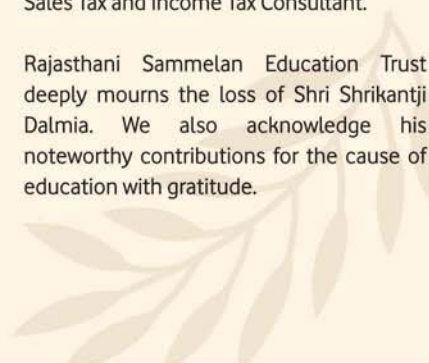 Sales Tax and Income Tax Consultant.
Rajasthani Sammelan Education Trust
deeply mourns the loss of Shri Shrikantji
Dalmia. We also acknowledge his
noteworthy contributions for the cause of
education with gratitude.